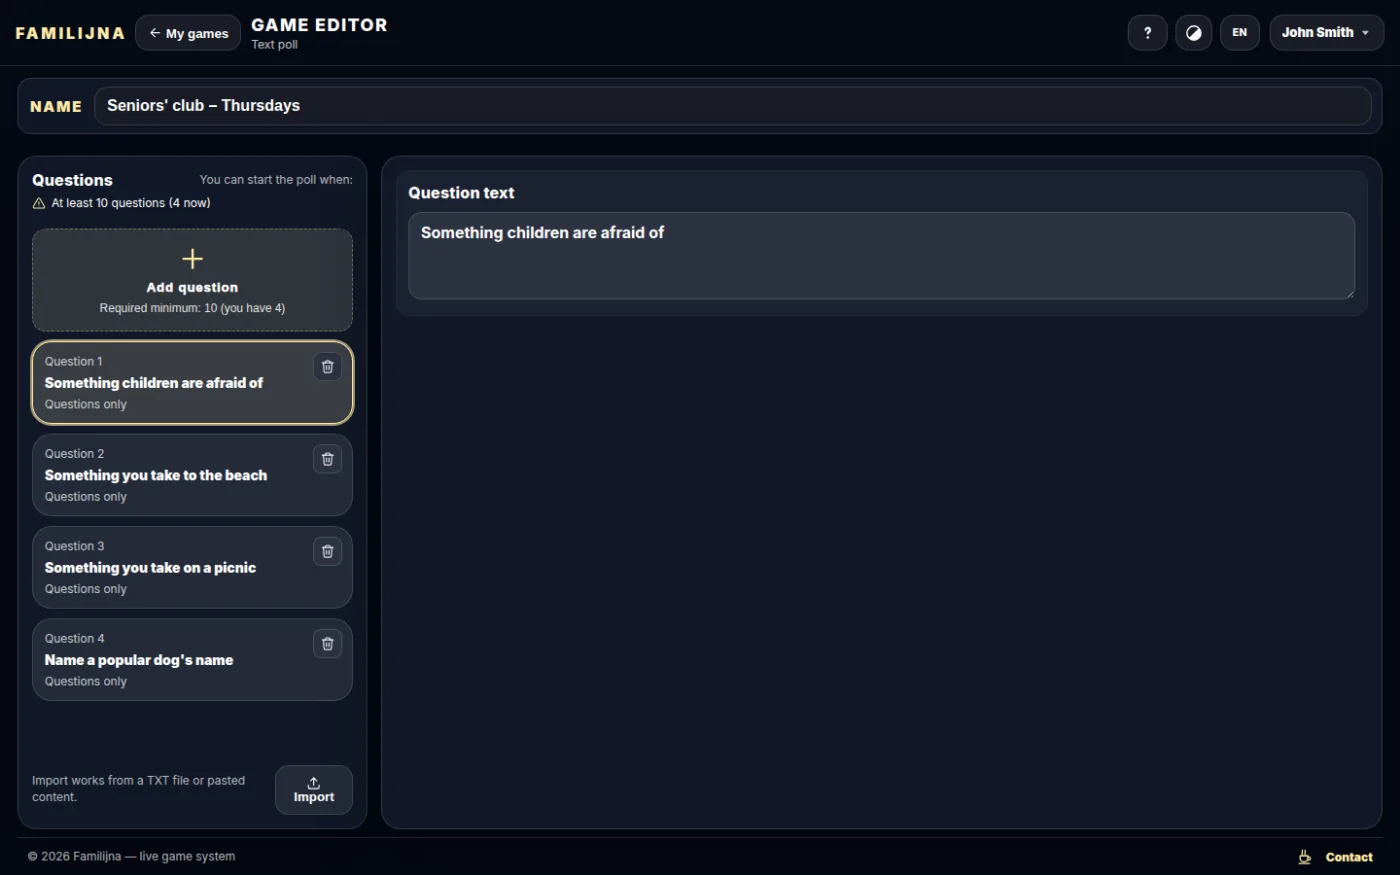 FAMILIJNA
← My games
GAME EDITOR
Text poll
?
EN
John Smith
NAME
Seniors' club – Thursdays
Questions
You can start the poll when:
At least 10 questions (4 now)
Add question
Required minimum: 10 (you have 4)
Question 1
Something children are afraid of
Questions only
Question 2
Something you take to the beach
Questions only
Question 3
Something you take on a picnic
Questions only
Question 4
Name a popular dog's name
Questions only
Import works from a TXT file or pasted
content.
Import
Question text
Something children are afraid of
© 2026 Familijna — live game system
Contact